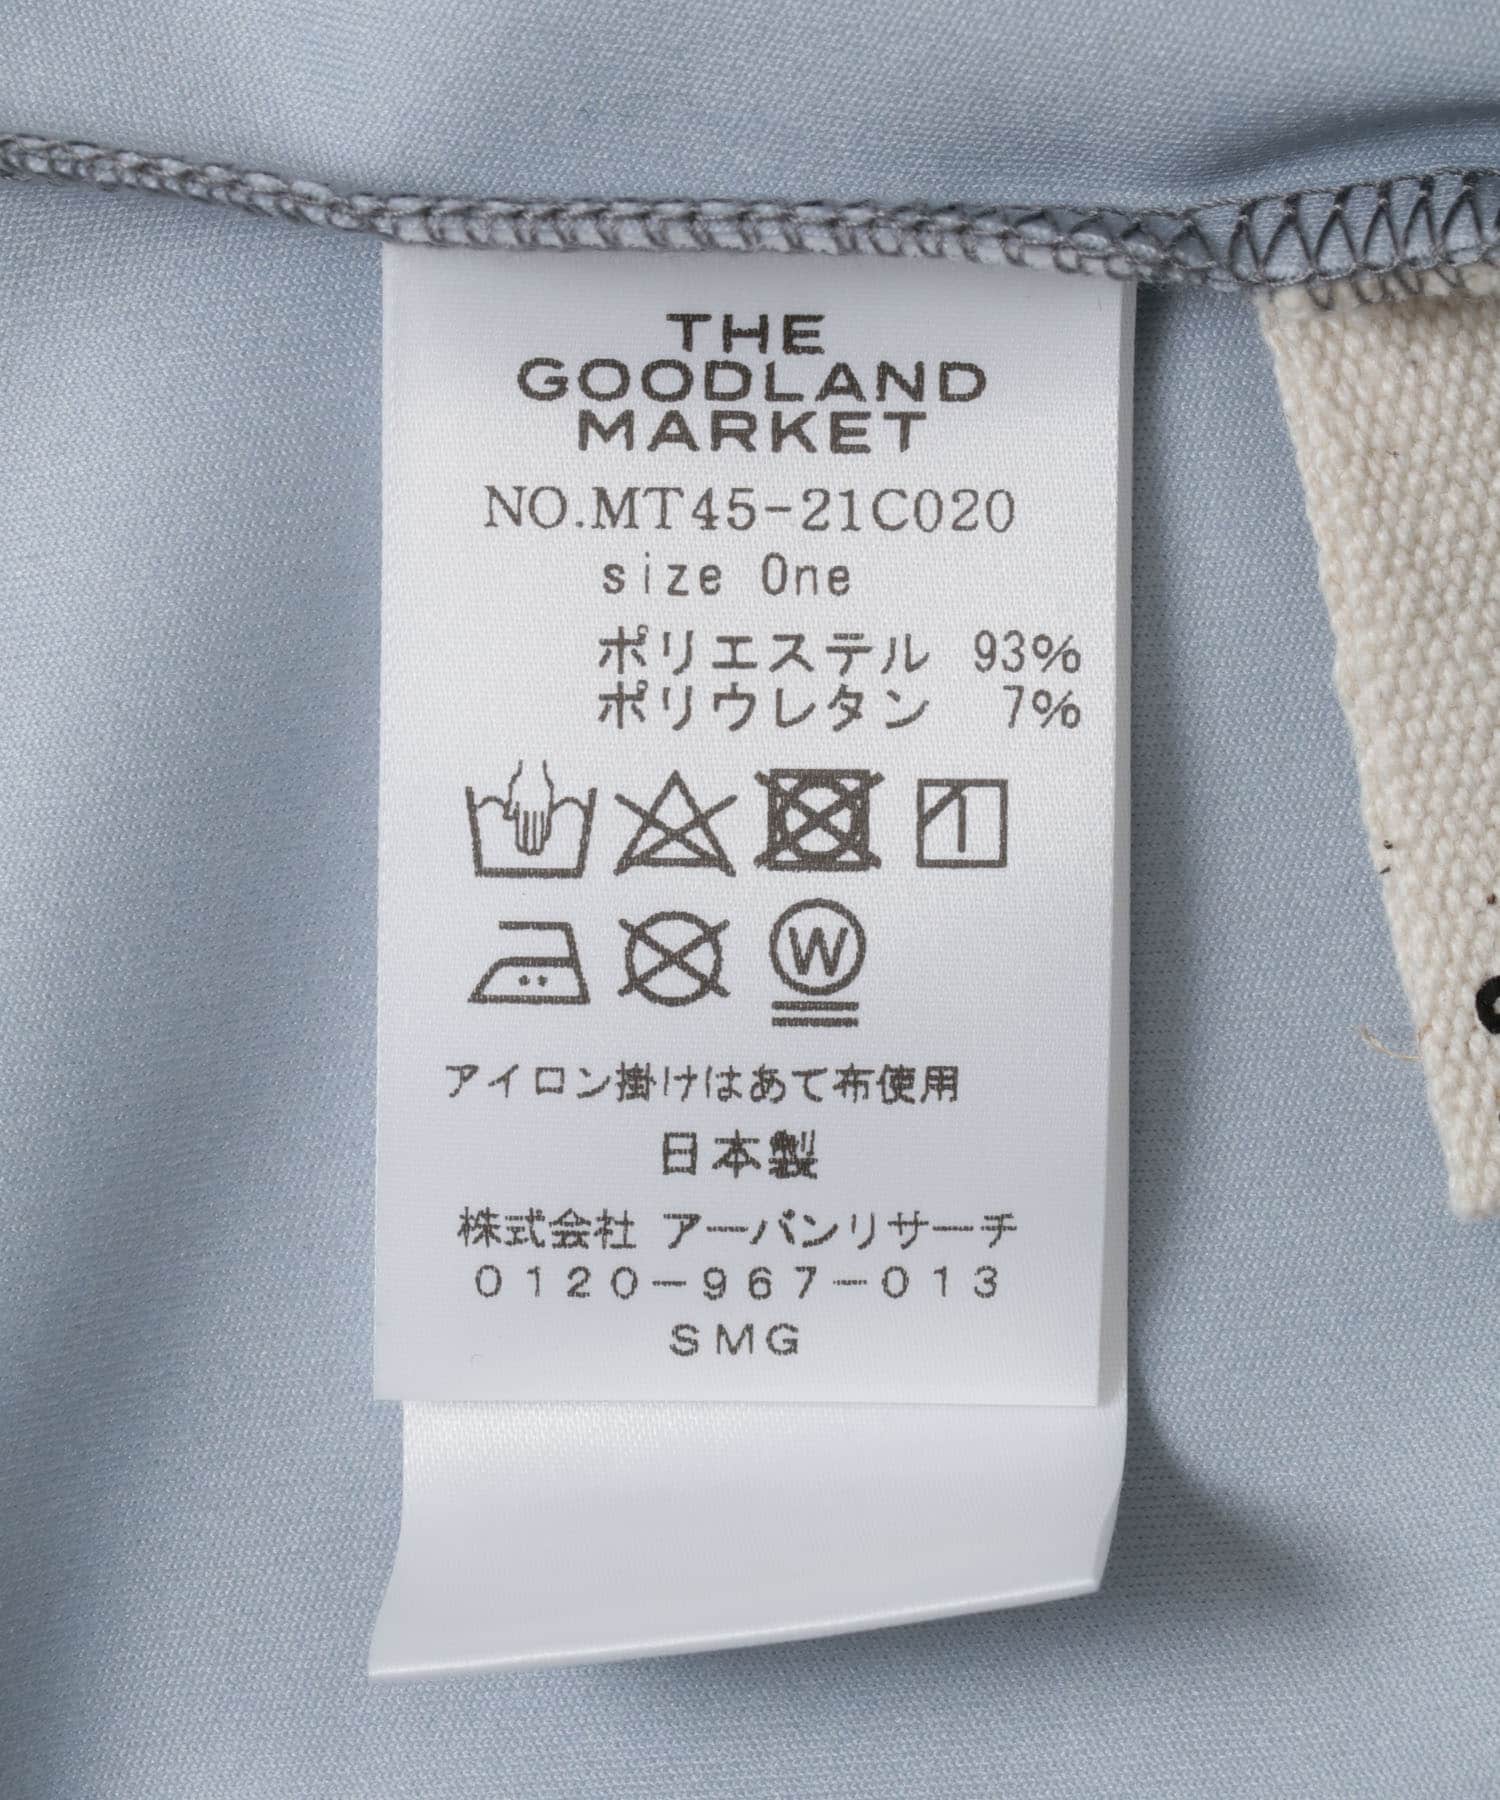 THE
GOODLAND
MARKET
NO.MT45-21C020
size One
ポリエステル 93%
ポリウレタン 7%
W
アイロン掛けはあて布使用
日本製
株式会社 アーバンリサーチ
0120-967-013
SMG